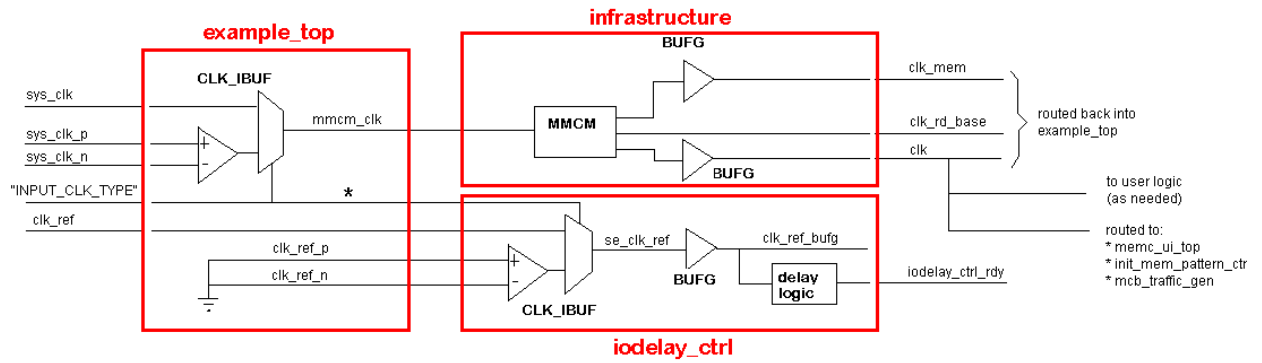 example_top
infrastructure
BUFG
CLK_IBUF
sys_clk
mmcm_clk
MMCM
clk_mem
sys_clk_p
+
sys_clk_n
-
clk_rd_base
routed back into
example_top
clk
BUFG
"INPUT_CLK_TYPE"
*
to user logic
(as needed)
clk_ref
clk_ref_p
clk_ref_n
+
-
CLK_IBUF
se_clk_ref
BUFG
clk_ref_bufg
delay
logic
iodelay_ctrl_rdy
routed to:
* memc_ui_top
* init_mem_pattern_ctr
* mcb_traffic_gen
iodelay_ctrl